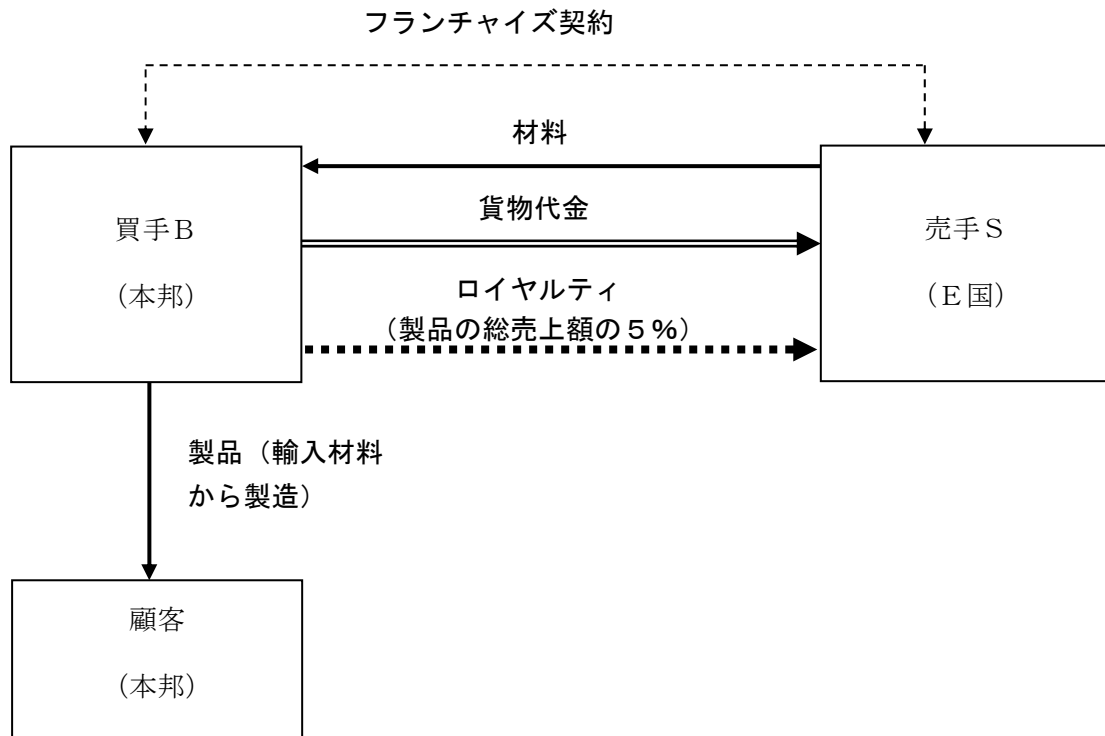 フランチャイズ契約
材料
貨物代金
買手Ｂ
（本邦）
売手Ｓ
（Ｅ国）
ロイヤルティ
（製品の総売上額の５%）
製品（輸入材料
から製造）
顧客
（本邦）